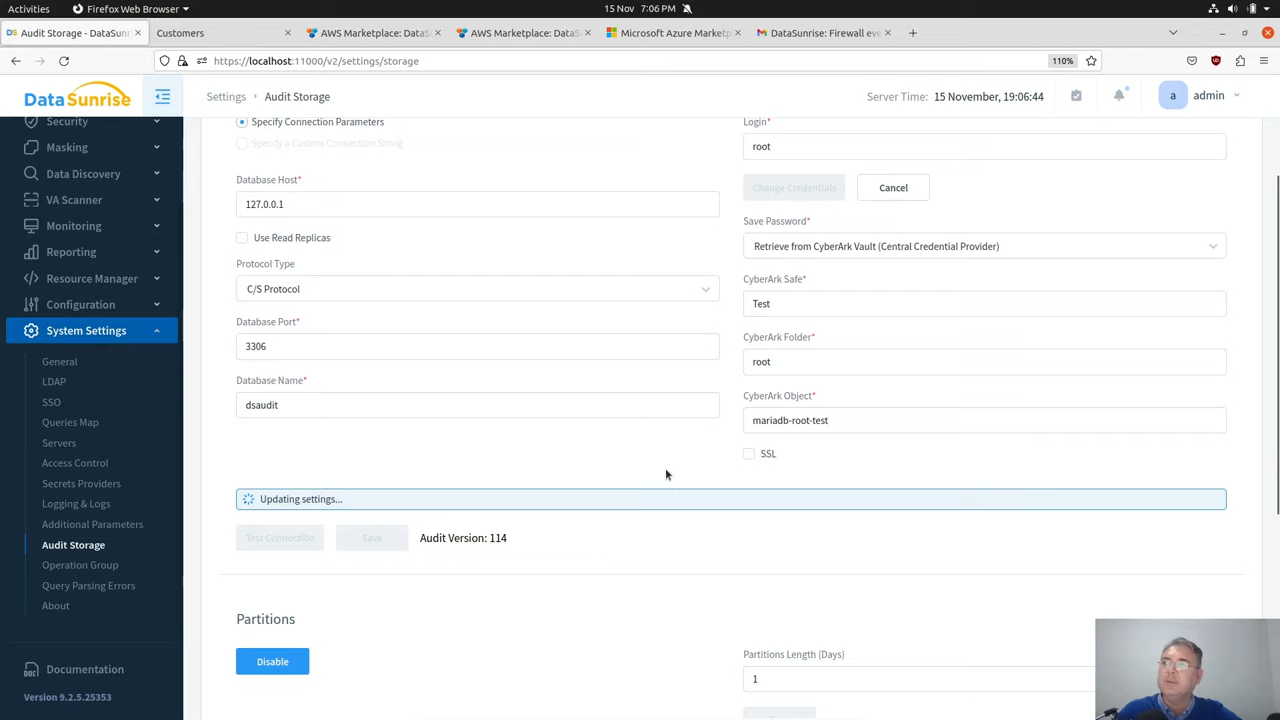 Activities
Firefox Web Browser
15 Nov 7:06 PM
DS Audit Storage - DataSunr
Customers
AWS Marketplace: DataS
AWS Marketplace: DataS
Microsoft Azure Marketp
DataSunrise: Firewall eve
https://localhost:11000/v2/settings/storage
110%
DataSunrise
Settings > Audit Storage
Server Time: 15 November, 19:06:44
a admin
Security
Masking
Data Discovery
VA Scanner
Monitoring
Reporting
Resource Manager
Configuration
System Settings
General
LDAP
SSO
Queries Map
Servers
Access Control
Secrets Providers
Logging & Logs
Additional Parameters
Audit Storage
Operation Group
Query Parsing Errors
About
DOC Documentation
Version 9.2.5.25353
Specify Connection Parameters
Specify a Custom Connection String
Database Host*
127.0.0.1
Use Read Replicas
Protocol Type
C/S Protocol
Database Port*
3306
Database Name*
dsaudit
Login*
root
Change Credentials
Cancel
Save Password*
Retrieve from CyberArk Vault (Central Credential Provider)
CyberArk Safe*
Test
CyberArk Folder*
root
CyberArk Object*
mariadb-root-test
SSL
Updating settings...
Test Connection
Save
Audit Version: 114
Partitions
Disable
Partitions Length (Days)
1